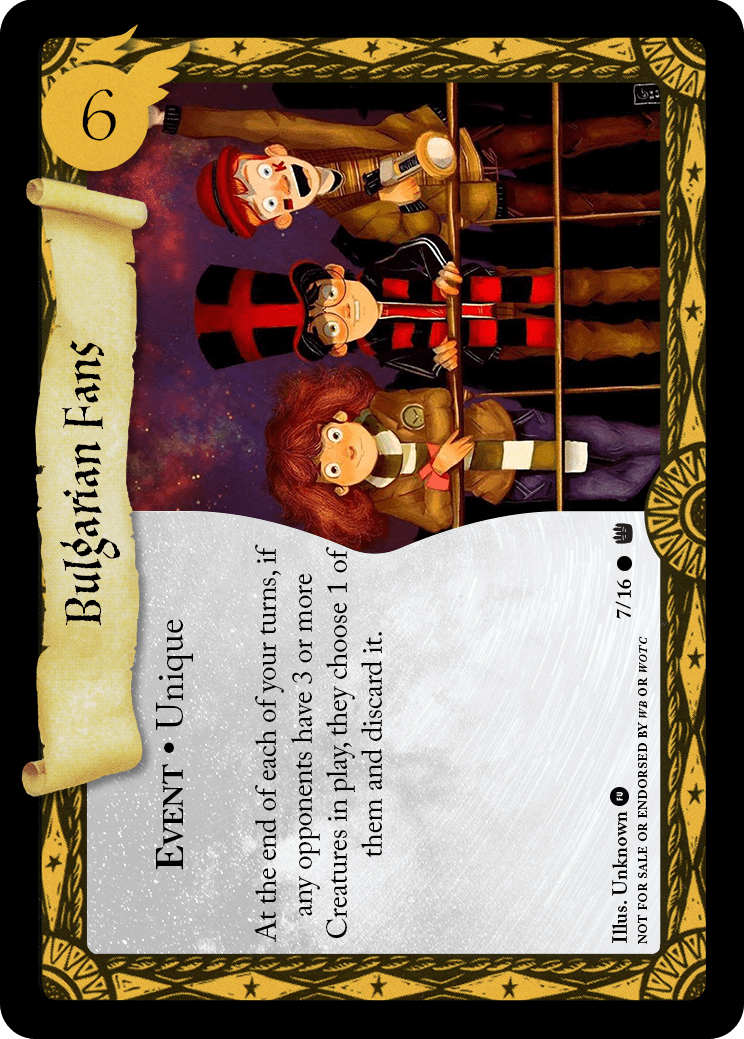 6
Bulgarian Fans
EVENT • Unique
At the end of each of your turns, if
any opponents have 3 or more
Creatures in play, they choose 1 of
them and discard it.
Illus. Unknown FU
7/16
NOT FOR SALE OR ENDORSED BY WB OR WOTC